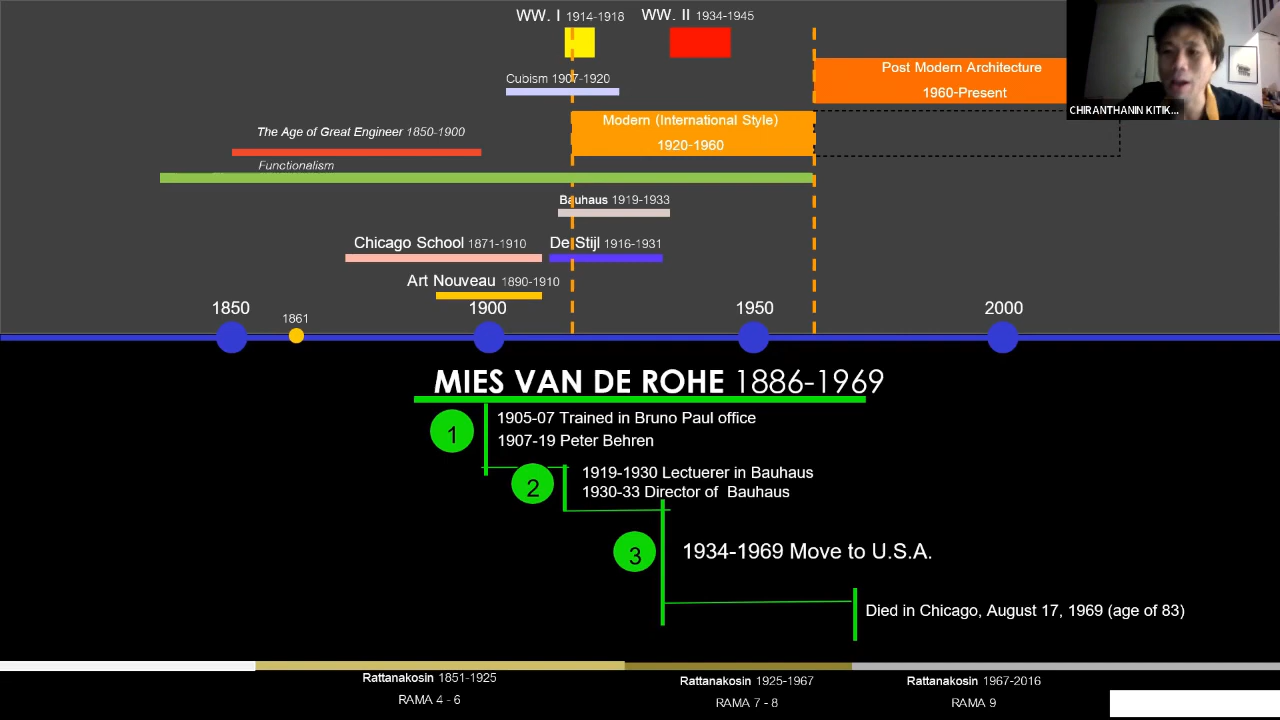 WW. I 1914-1918
WW. II 1934-1945
Post Modern Architecture
1960-Present
CHIRANTHANIN KITIK...
Cubism 1907-1920
Modern (International Style)
1920-1960
The Age of Great Engineer 1850-1900
Functionalism
Bauhaus 1919-1933
Chicago School 1871-1910
De Stijl 1916-1931
Art Nouveau 1890-1910
1850
1861
1900
1950
2000
MIES VAN DE ROHE 1886-1969
1
1905-07 Trained in Bruno Paul office
1907-19 Peter Behren
2
1919-1930 Lectuerer in Bauhaus
1930-33 Director of Bauhaus
3
1934-1969 Move to U.S.A.
Died in Chicago, August 17, 1969 (age of 83)
Rattanakosin 1851-1925
RAMA 4 - 6
Rattanakosin 1925-1967
RAMA 7 - 8
Rattanakosin 1967-2016
RAMA 9